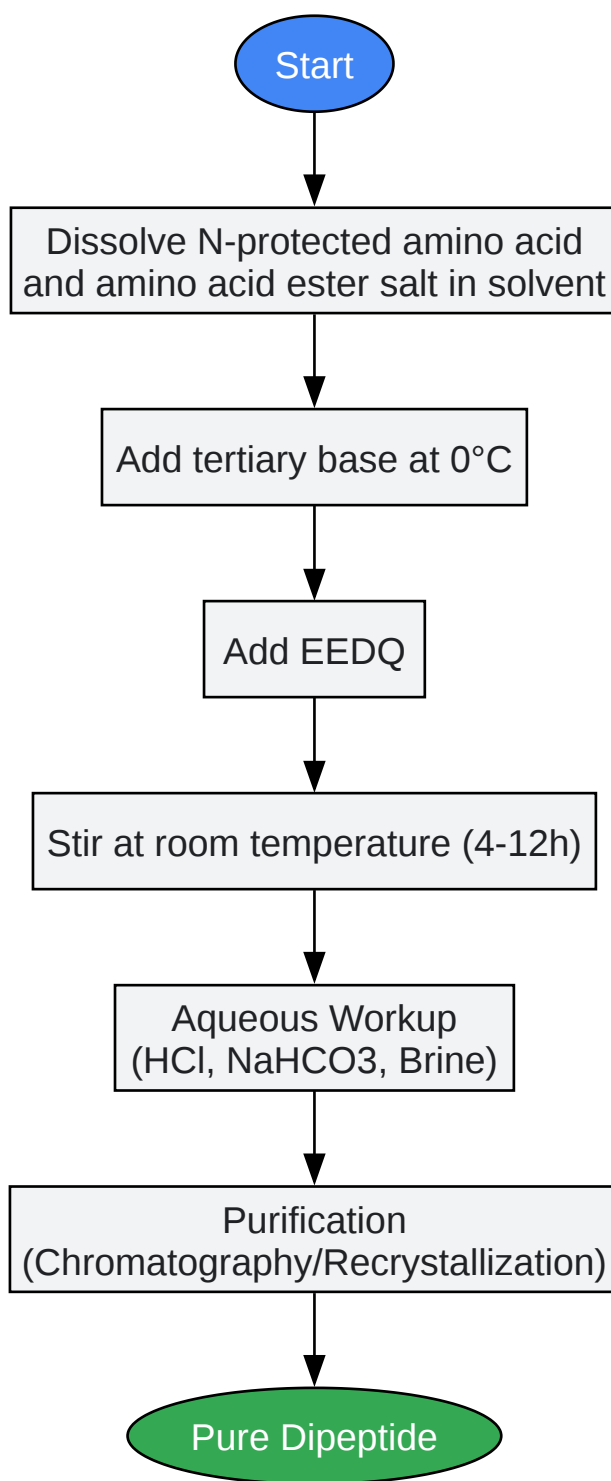 Start
Dissolve N-protected amino acid
and amino acid ester salt in solvent
Add tertiary base at 0°C
Add EEDQ
Stir at room temperature (4-12h)
Aqueous Workup
(HCl, NaHCO3, Brine)
Purification
(Chromatography/Recrystallization)
Pure Dipeptide